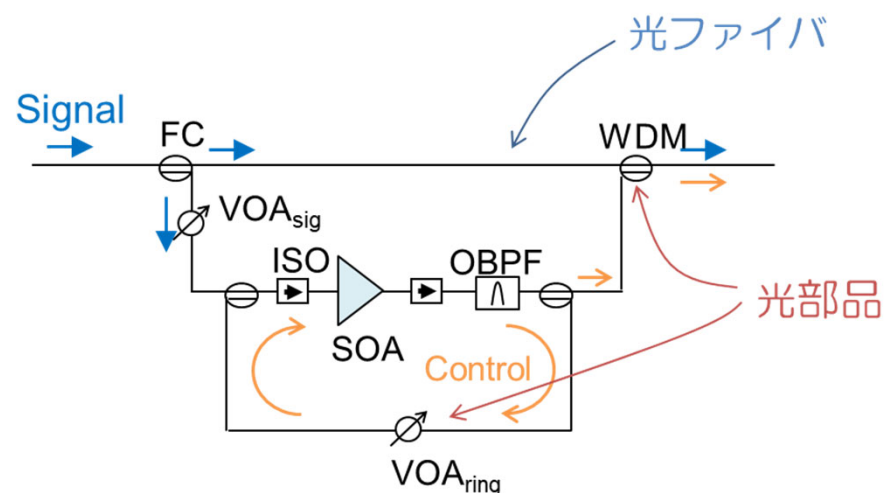 光ファイバ
Signal
FC
WDM
VOAsig
ISO
OBPF
SOA
光部品
Control
VOAring